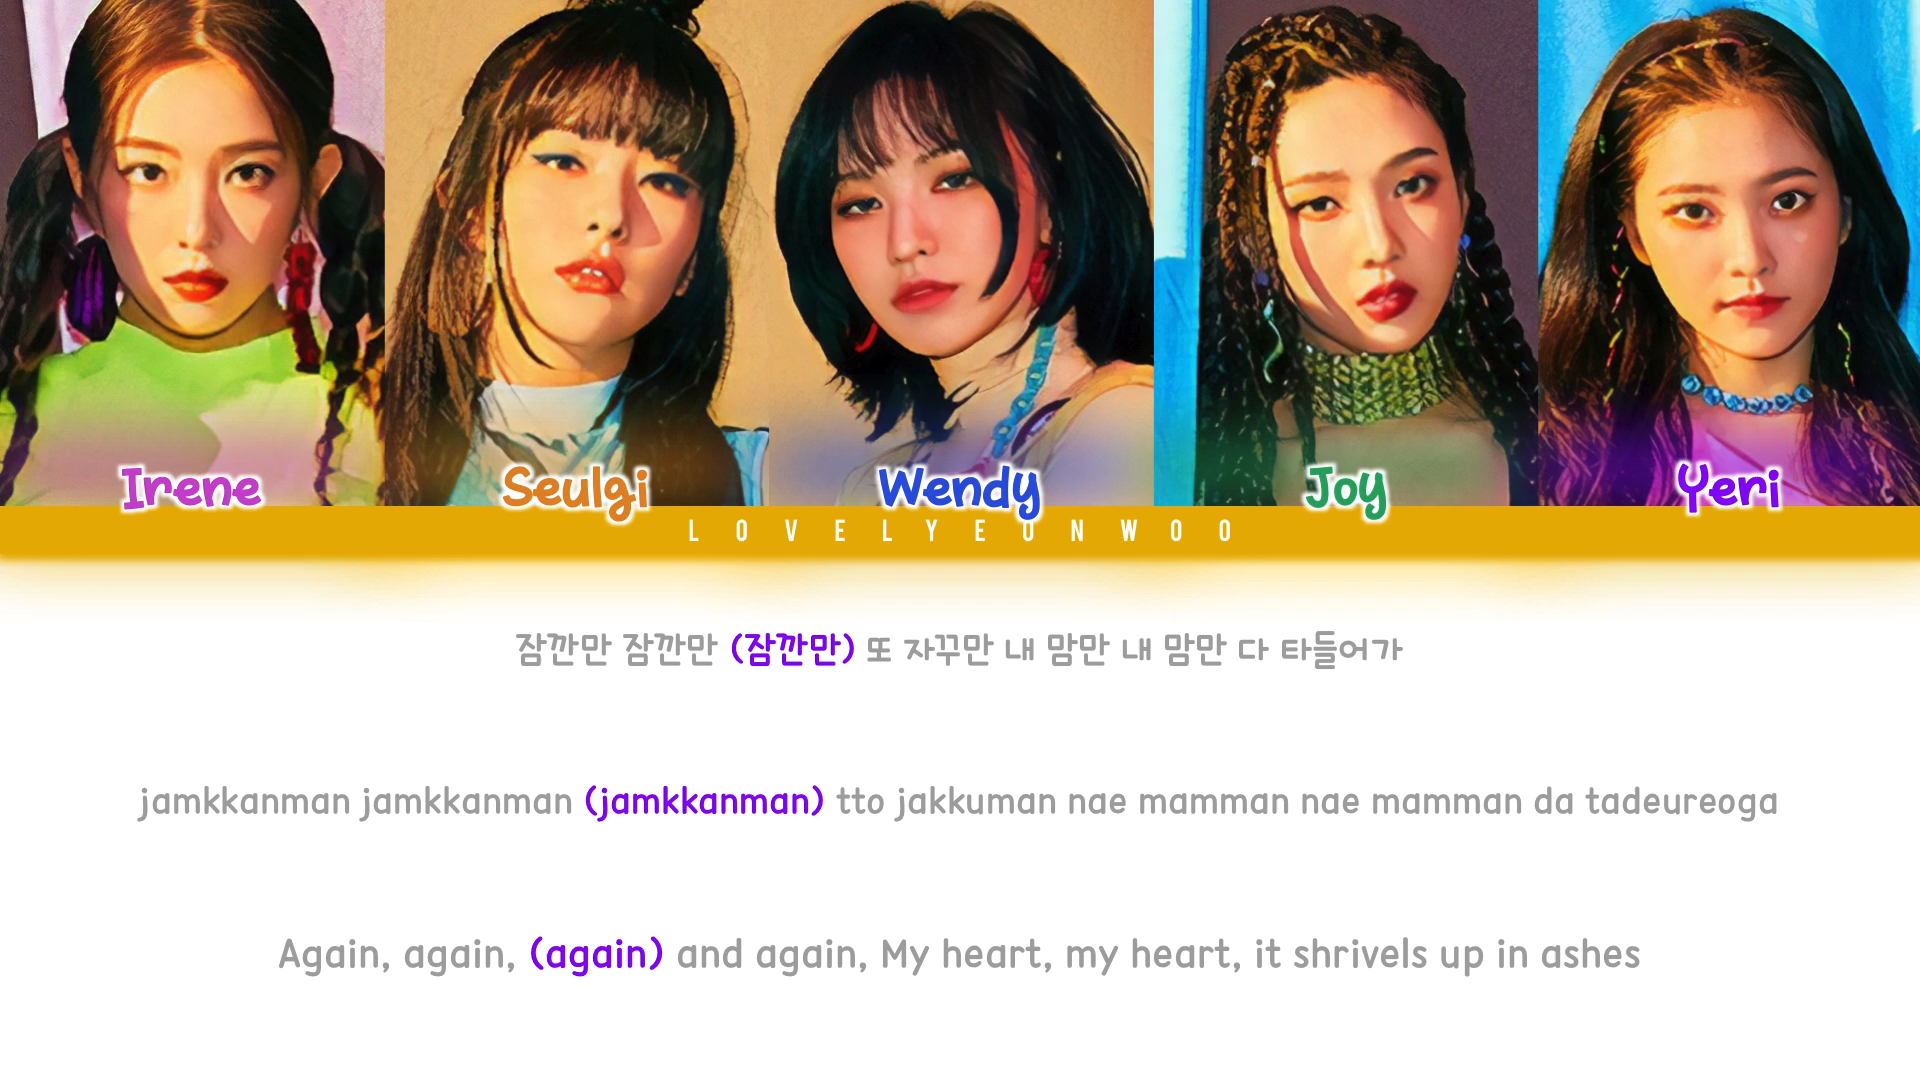 Irene Seulgi Wendy Joy Yeri
LOVELYEONWOO
잠깐만 잠깐만 (잠깐만) 또 자꾸만 내 맘만 내 맘만 다 타들어가
jamkkanman jamkkanman (jamkkanman) tto jakkuman nae mamman nae mamman da tadeureoga
Again, again, (again) and again, My heart, my heart, it shrivels up in ashes